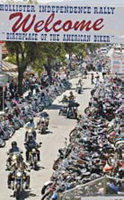 HOLLISTER INDEPENDENCE RALLY
Welcome
"BIRTHPLACE OF THE AMERICAN BIKER"